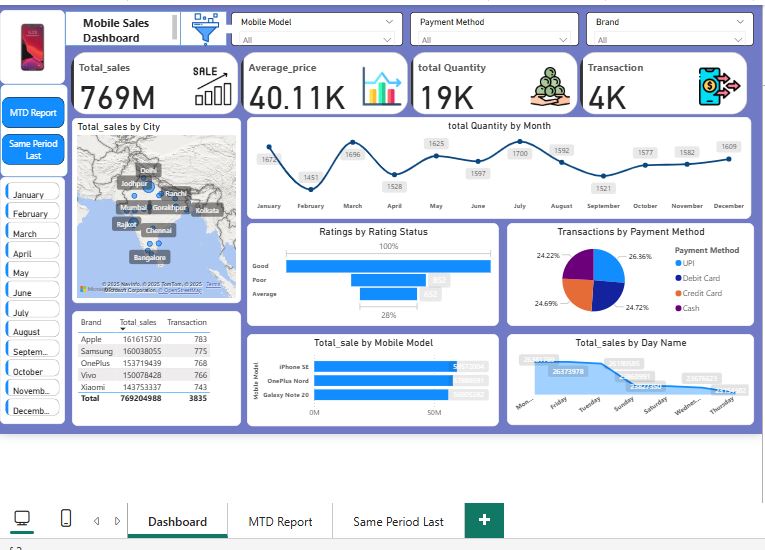 Mobile Sales
Dashboard
Mobile Model
All
Payment Method
All
Brand
All
Total_sales
769M
SALE
Average_price
40.11K
total Quantity
19K
Transaction
4K
MTD Report
Same Period
Last
January
February
March
April
May
June
July
August
Septem...
October
Novemb...
Decemb...
Total_sales by City
Delhi
Jodhpur
Ranchi
Mumbai
Gorakhpur
Kolkata
Rajkot
Chennai
Bangalore
© 2025 TomTom, © 2025
Microsoft Corporation, © OpenStreetMap
Terms
total Quantity by Month
1672
1451
1696
1528
1625
1597
1700
1592
1521
1577
1582
1609
January
February
March
April
May
June
July
August
September
October
November
December
Ratings by Rating Status
100%
Good
Poor
852
Average
652
28%
Transactions by Payment Method
24.22%
26.36%
24.69%
24.72%
Payment Method
UPI
Debit Card
Credit Card
Cash
Brand Total_sales Transaction
Apple 161615730 783
Samsung 160038055 775
OnePlus 153719439 768
Vivo 150078428 766
Xiaomi 143753337 743
Total 769204988 3835
Total_sale by Mobile Model
Mobile Model
iPhone SE
OnePlus Nord
Galaxy Note 20
0M
50M
Total_sales by Day Name
26373978
Mon...
Friday
Tuesday
Sunday
Saturday
Wednes...
Thursday
Dashboard
MTD Report
Same Period Last
+